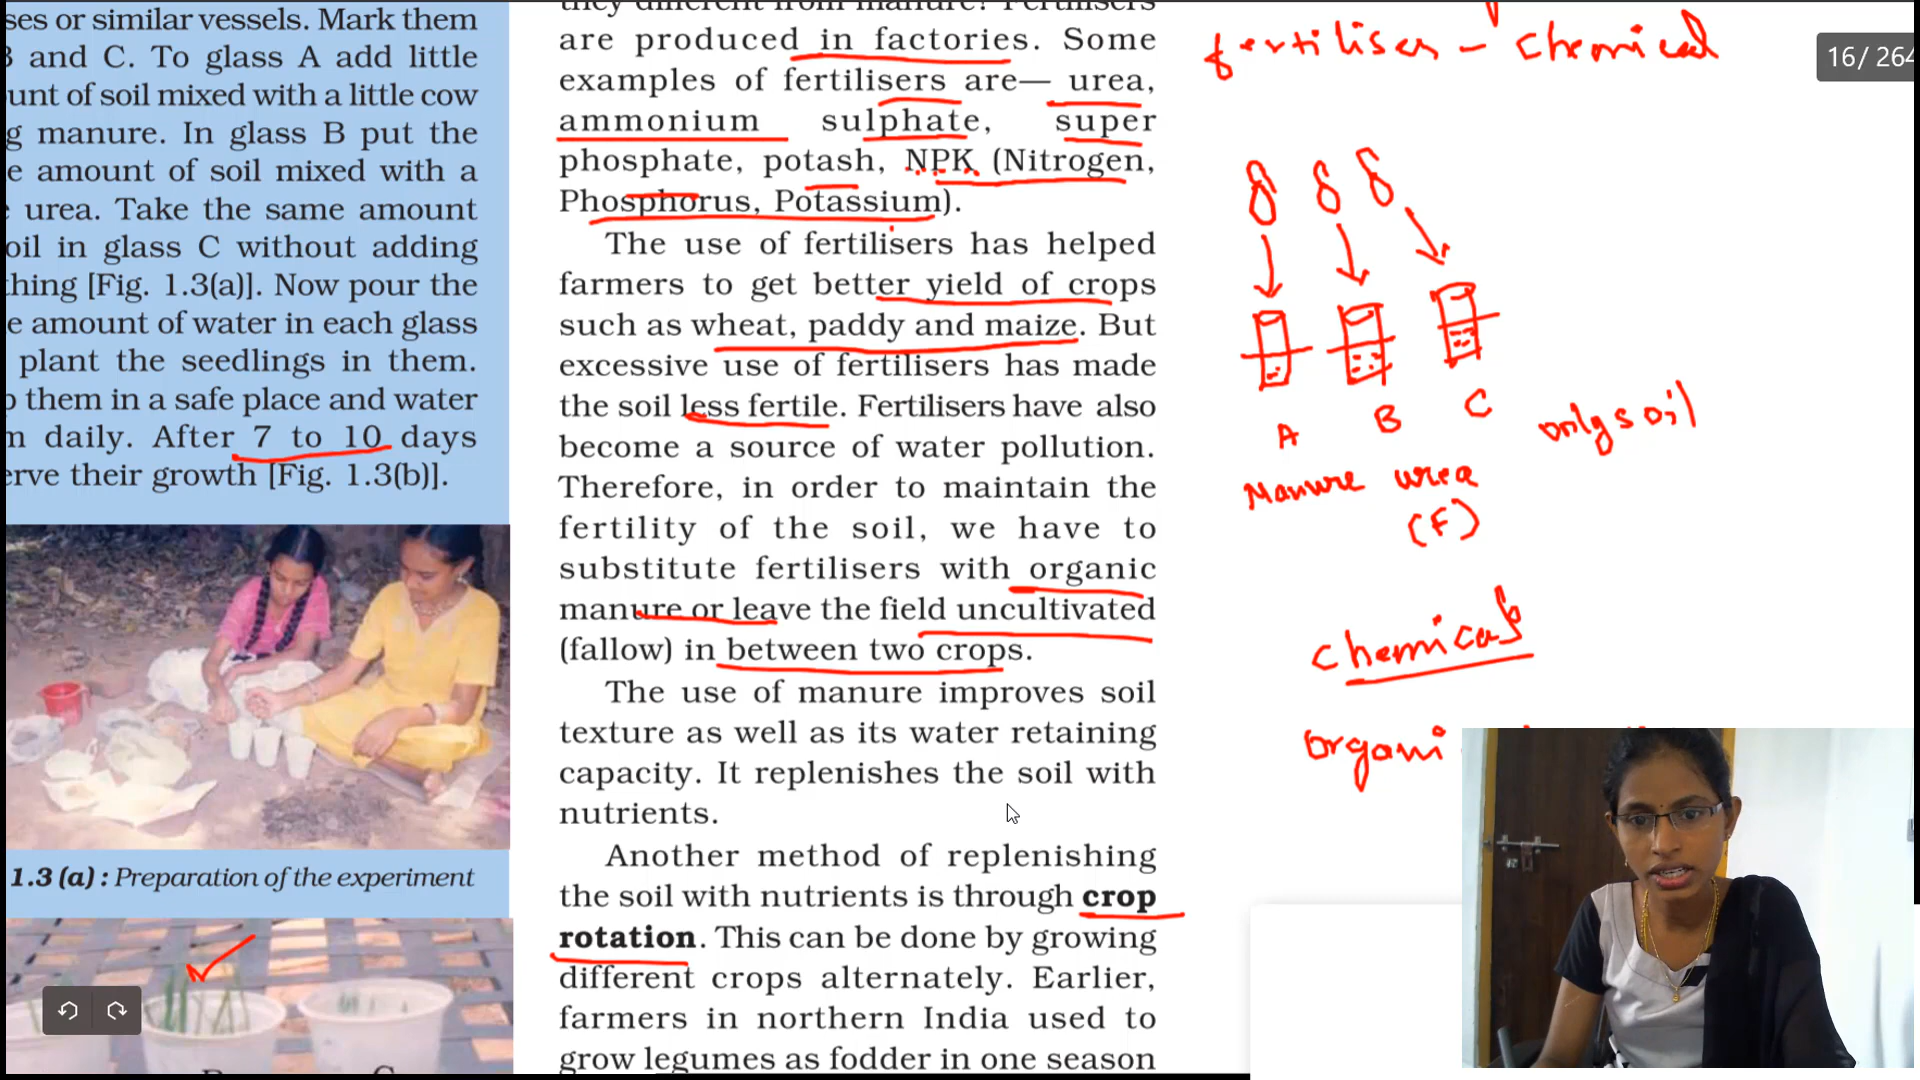 ses or similar vessels. Mark them
B and C. To glass A add little
unt of soil mixed with a little cow
g manure. In glass B put the
e amount of soil mixed with a
urea. Take the same amount
oil in glass C without adding
thing [Fig. 1.3(a)]. Now pour the
e amount of water in each glass
plant the seedlings in them.
p them in a safe place and water
m daily. After 7 to 10 days
erve their growth [Fig. 1.3(b)].
1.3 (a) : Preparation of the experiment
they different from manure? Fertilisers
are produced in factories. Some
examples of fertilisers are— urea,
ammonium sulphate, super
phosphate, potash, NPK (Nitrogen,
Phosphorus, Potassium).
The use of fertilisers has helped
farmers to get better yield of crops
such as wheat, paddy and maize. But
excessive use of fertilisers has made
the soil less fertile. Fertilisers have also
become a source of water pollution.
Therefore, in order to maintain the
fertility of the soil, we have to
substitute fertilisers with organic
manure or leave the field uncultivated
(fallow) in between two crops.
The use of manure improves soil
texture as well as its water retaining
capacity. It replenishes the soil with
nutrients.
Another method of replenishing
the soil with nutrients is through crop
rotation. This can be done by growing
different crops alternately. Earlier,
farmers in northern India used to
grow legumes as fodder in one season
fertiliser - chemical
16/ 264
A B C only soil
Manure urea
(F)
chemicals
organi